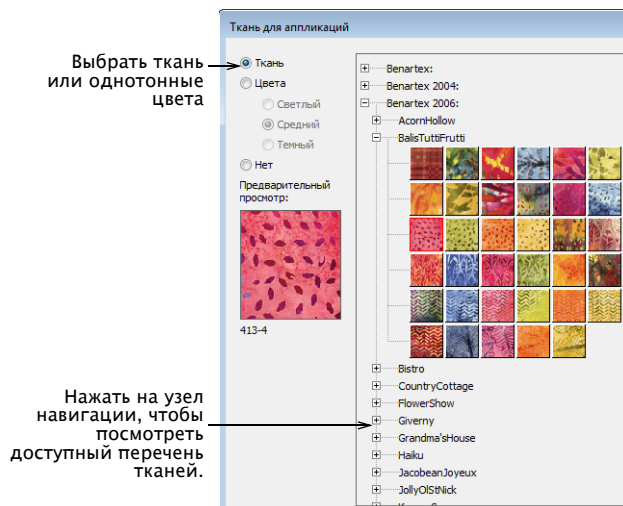 Ткань для аппликаций
Выбрать ткань
или однотонные
цвета
Ткань
Цвета
Светлый
Средний
Темный
Нет
Предварительный
просмотр:
413-4
Нажать на узел
навигации, чтобы
посмотреть
доступный перечень
тканей.
Benartex:
Benartex 2004:
Benartex 2006:
AcornHollow
BalisTuttiFrutti
Bistro
CountryCottage
FlowerShow
Giverny
Grandma'sHouse
Haiku
JacobeanJoyeux
JollyOlStNick